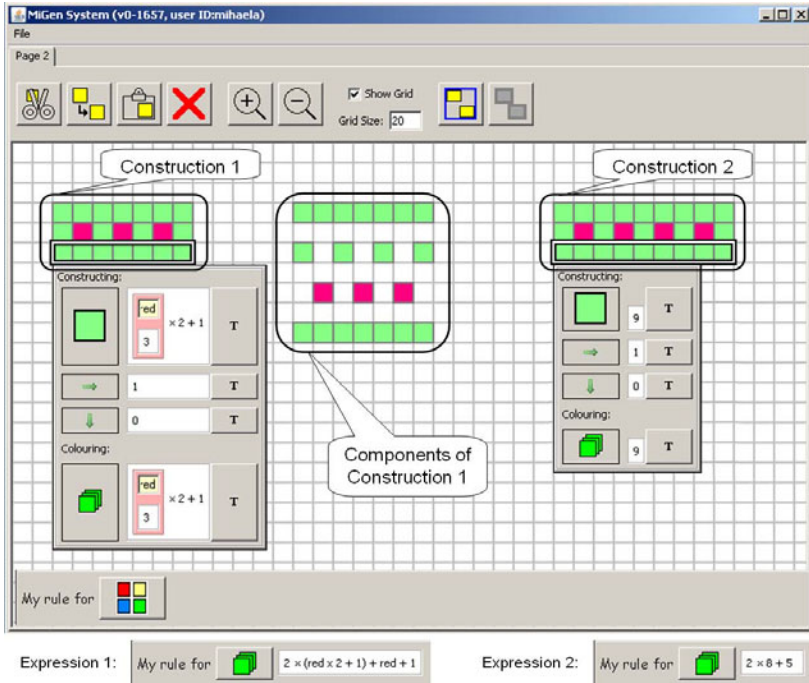 MiGen System (v0-1657, user ID:mihaela)
File
Page 2
Show Grid
Grid Size: 20
Construction 1
Construction 2
Constructing:
red
3
×2+1
T
1
T
0
T
Colouring:
red
3
×2+1
T
Components of
Construction 1
Constructing:
9
T
1
T
0
T
Colouring:
9
T
My rule for
Expression 1: My rule for 2 × (red x 2 + 1) + red + 1
Expression 2: My rule for 2 × 8 + 5